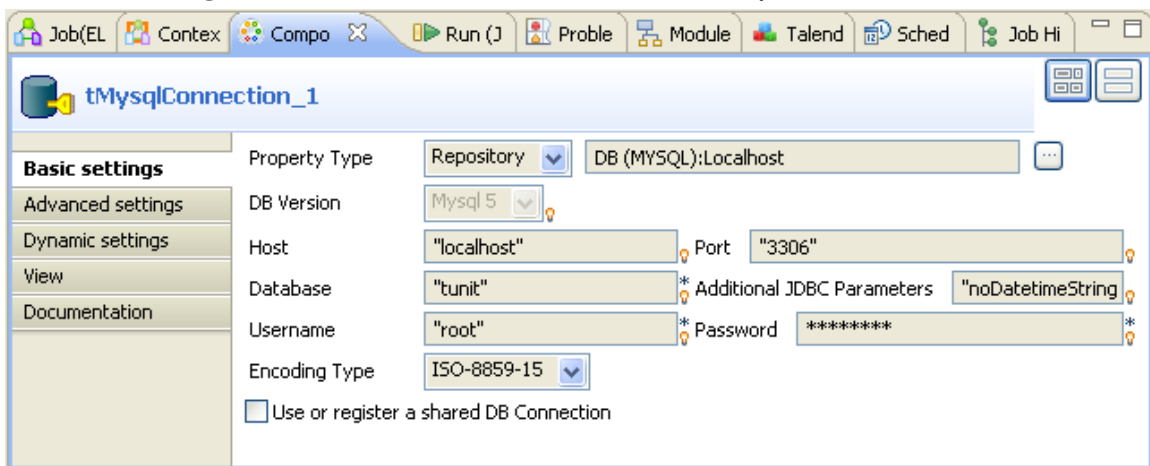 Job(EL Contex Compo Run (J Proble Module Talend Sched Job Hi
tMysqlConnection_1
Basic settings
Advanced settings
Dynamic settings
View
Documentation
Property Type Repository DB (MYSQL):Localhost ...
DB Version Mysql 5
Host "localhost" Port "3306"
Database "tunit" * Additional JDBC Parameters "noDatetimeString
Username "root" * Password ******** *
Encoding Type ISO-8859-15
Use or register a shared DB Connection